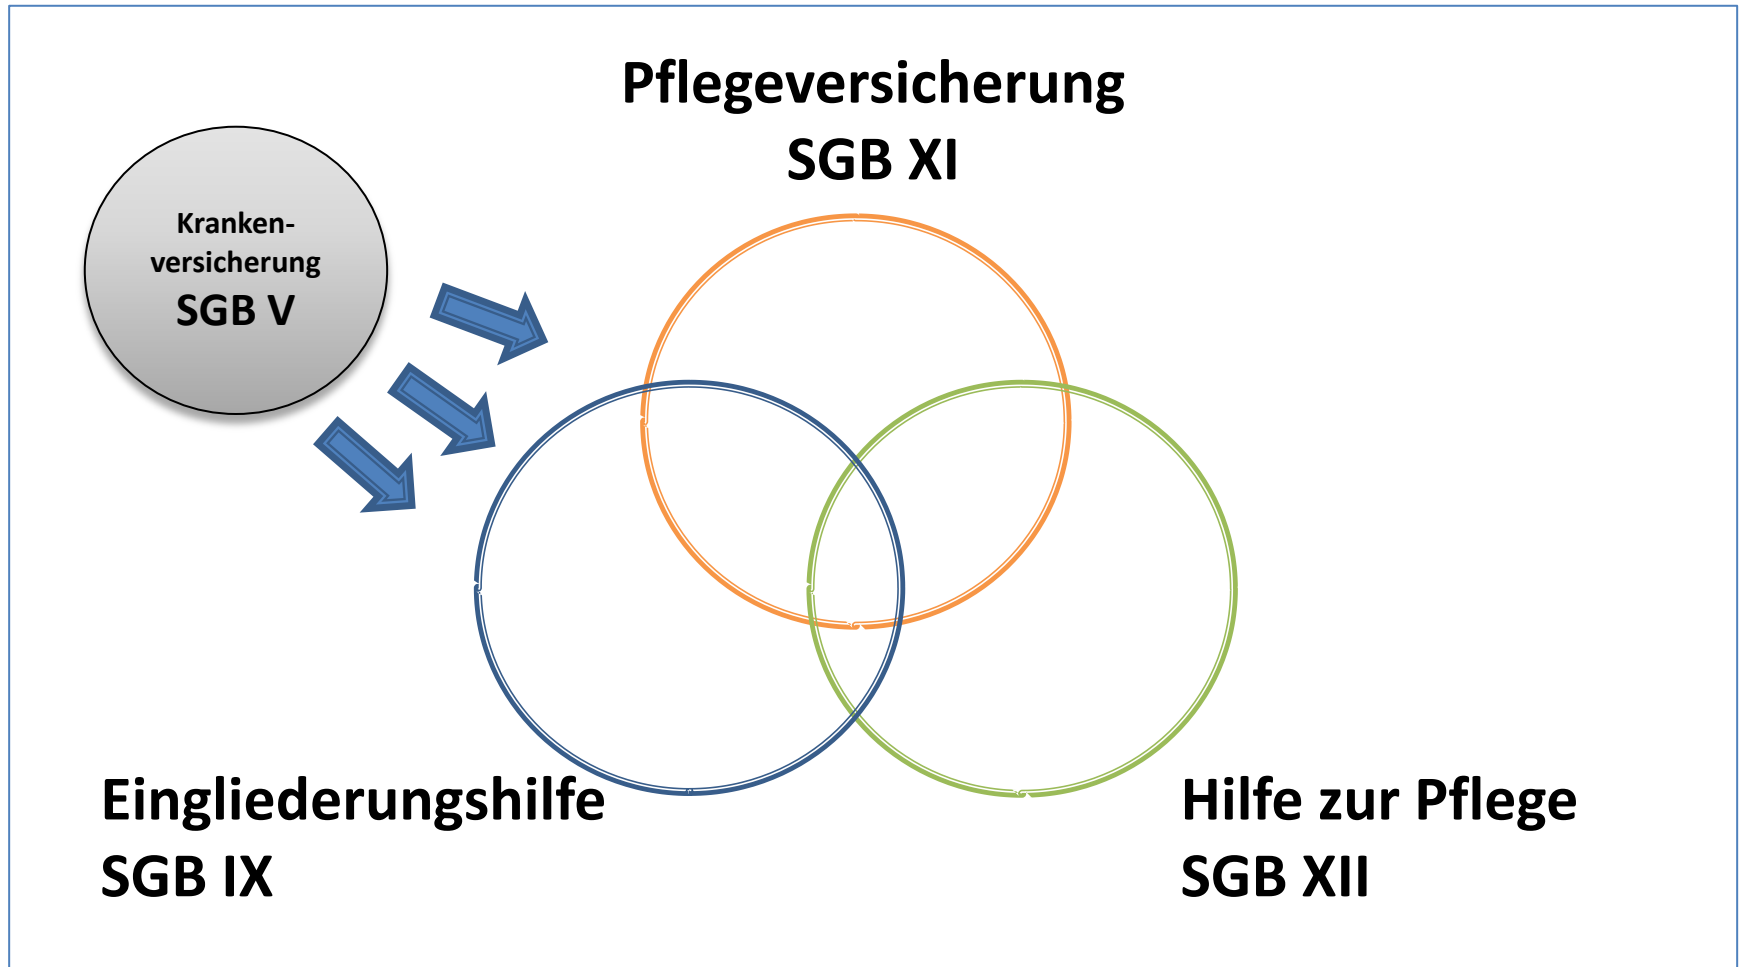 Pflegeversicherung
SGB XI
Kranken-
versicherung
SGB V
Eingliederungshilfe
SGB IX
Hilfe zur Pflege
SGB XII